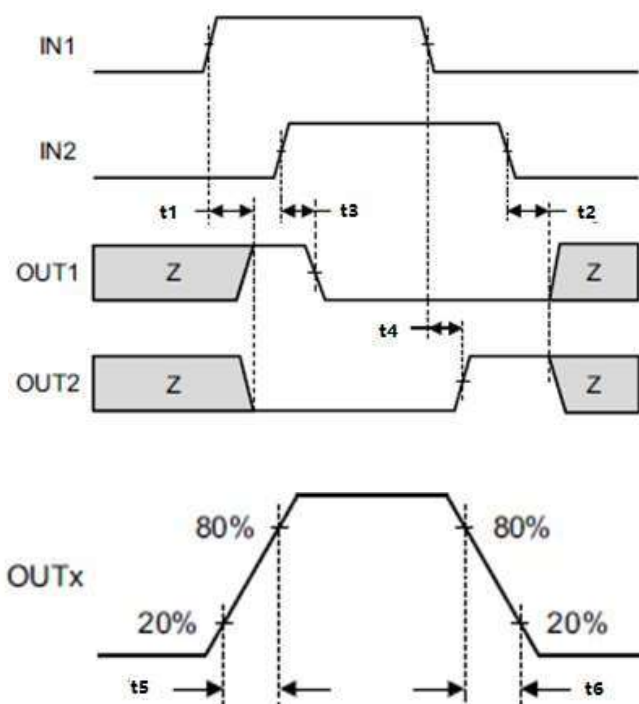 IN1
IN2
t1 t3 t2
OUT1 Z Z
t4
OUT2 Z Z
80% 80%
OUTx
20% 20%
t5 t6